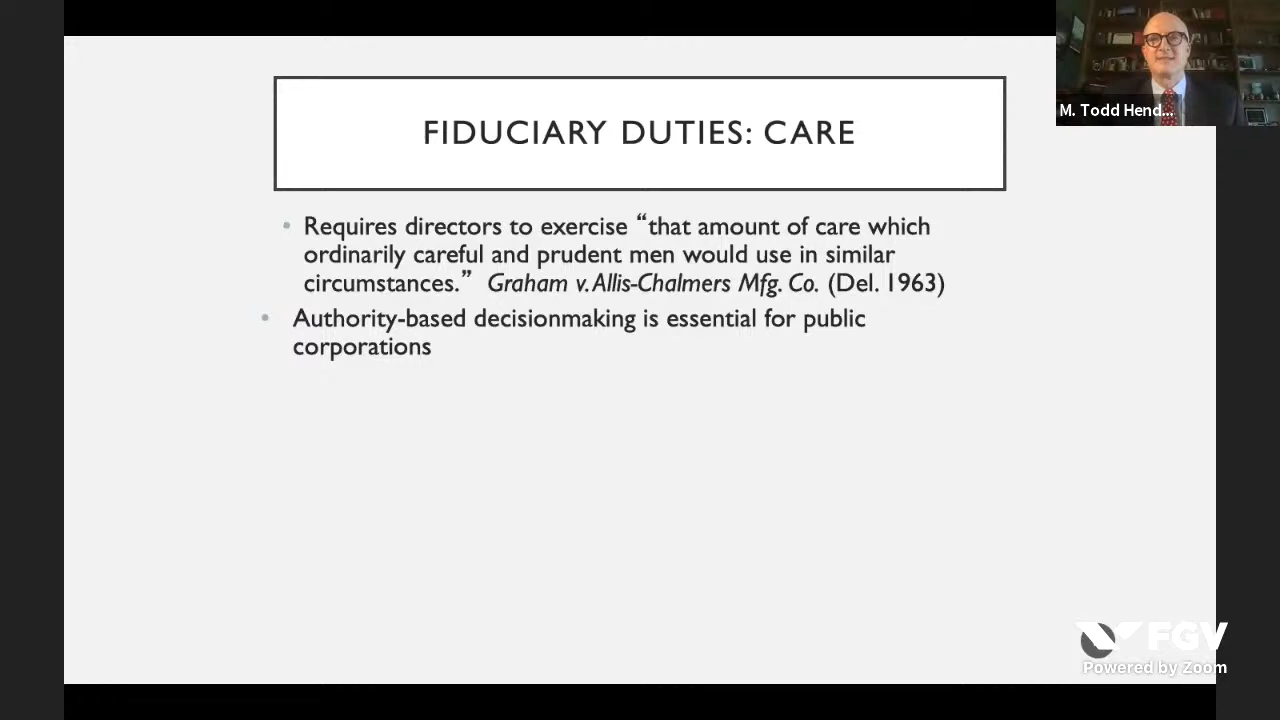 FIDUCIARY DUTIES: CARE
• Requires directors to exercise “that amount of care which
ordinarily careful and prudent men would use in similar
circumstances.” Graham v. Allis-Chalmers Mfg. Co. (Del. 1963)
• Authority-based decisionmaking is essential for public
corporations
M. Todd Hend...
FGV
Powered by Zoom